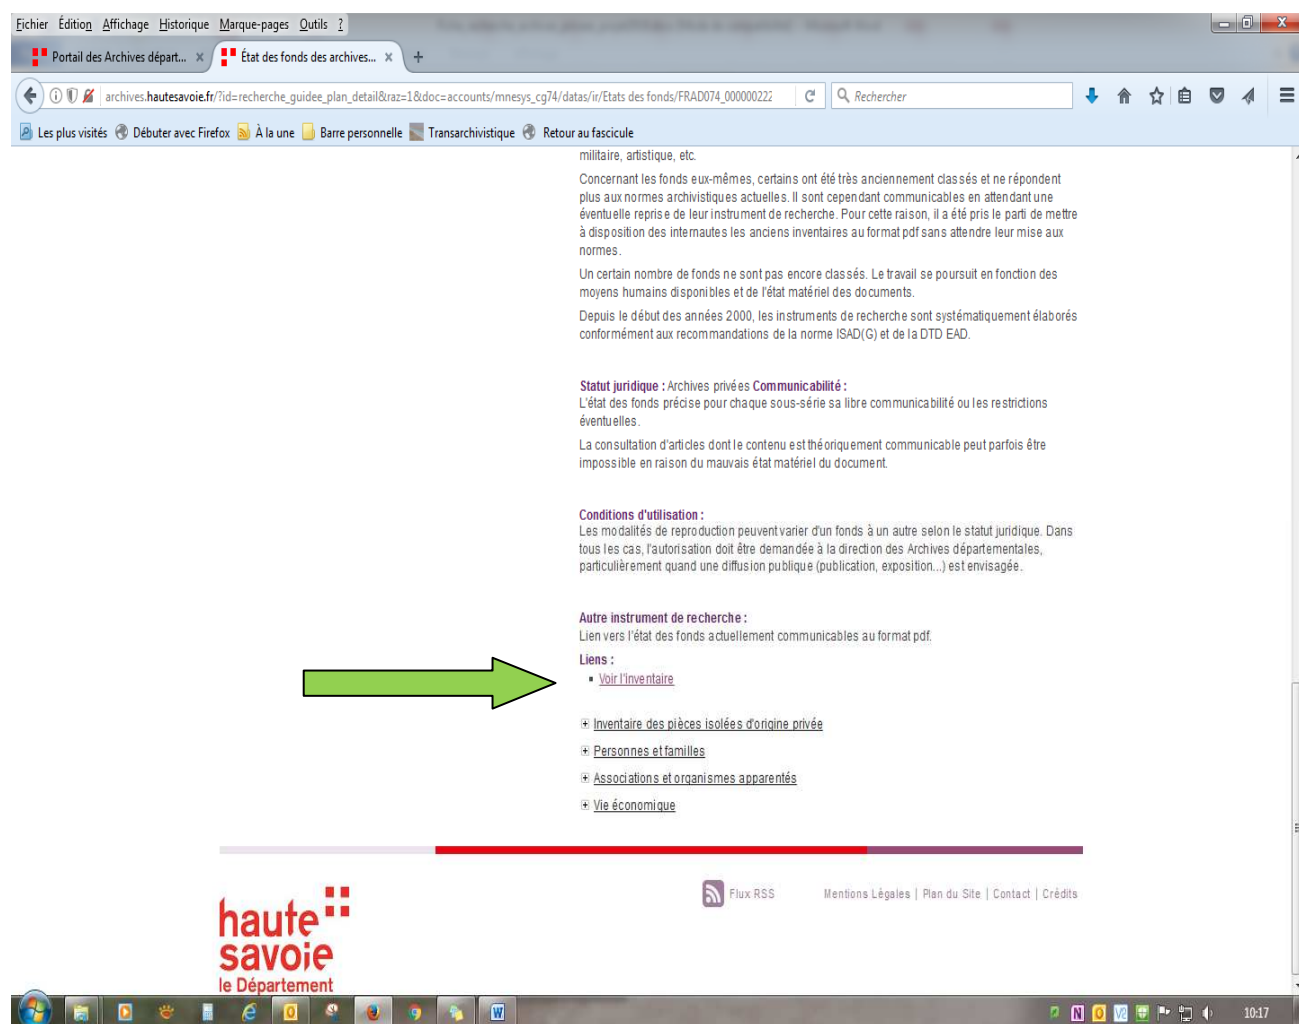 Fichier Édition Affichage Historique Marque-pages Outils ?
Portail des Archives départ... × État des fonds des archives... × +
archives.hautesavoie.fr/?id=recherche_guidee_plan_detail&raz=1&doc=accounts/mnesys_cg74/datas/ir/Etats des fonds/FRAD074_000000222 Rechercher
Les plus visités Débuter avec Firefox À la une Barre personnelle Transarchivistique Retour au fascicule
militaire, artistique, etc.
Concernant les fonds eux-mêmes, certains ont été très anciennement classés et ne répondent
plus aux normes archivistiques actuelles. Il sont cependant communicables en attendant une
éventuelle reprise de leur instrument de recherche. Pour cette raison, il a été pris le parti de mettre
à disposition des internautes les anciens inventaires au format pdf sans attendre leur mise aux
normes.
Un certain nombre de fonds ne sont pas encore classés. Le travail se poursuit en fonction des
moyens humains disponibles et de l'état matériel des documents.
Depuis le début des années 2000, les instruments de recherche sont systématiquement élaborés
conformément aux recommandations de la norme ISAD(G) et de la DTD EAD.
Statut juridique : Archives privées Communicabilité :
L'état des fonds précise pour chaque sous-série sa libre communicabilité ou les restrictions
éventuelles.
La consultation d'articles dont le contenu est théoriquement communicable peut parfois être
impossible en raison du mauvais état matériel du document.
Conditions d'utilisation :
Les modalités de reproduction peuvent varier d'un fonds à un autre selon le statut juridique. Dans
tous les cas, l'autorisation doit être demandée à la direction des Archives départementales,
particulièrement quand une diffusion publique (publication, exposition...) est envisagée.
Autre instrument de recherche :
Lien vers l'état des fonds actuellement communicables au format pdf.
Liens :
Voir l'inventaire
Inventaire des pièces isolées d'origine privée
Personnes et familles
Associations et organismes apparentés
Vie économique
Flux RSS Mentions Légales | Plan du Site | Contact | Crédits
haute
savoie
le Département
10:17